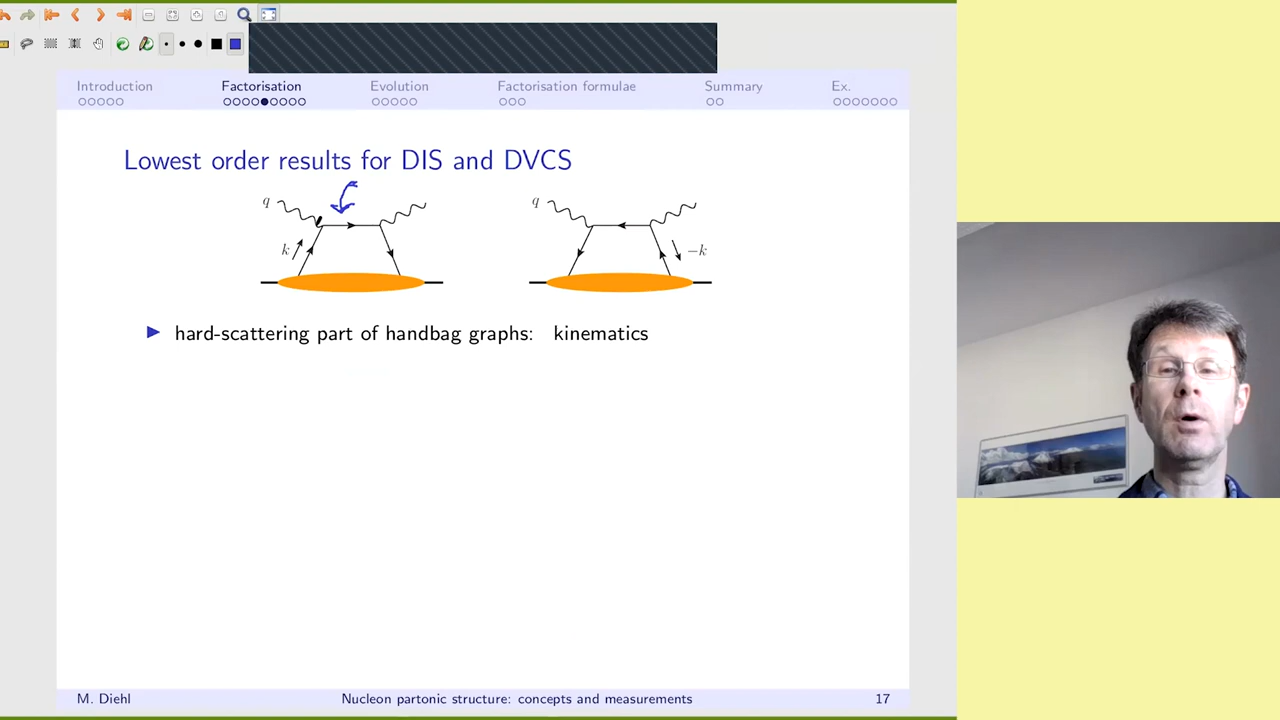 Introduction Factorisation Evolution Factorisation formulae Summary Ex.
Lowest order results for DIS and DVCS
q q
k −k
hard-scattering part of handbag graphs: kinematics
M. Diehl Nucleon partonic structure: concepts and measurements 17